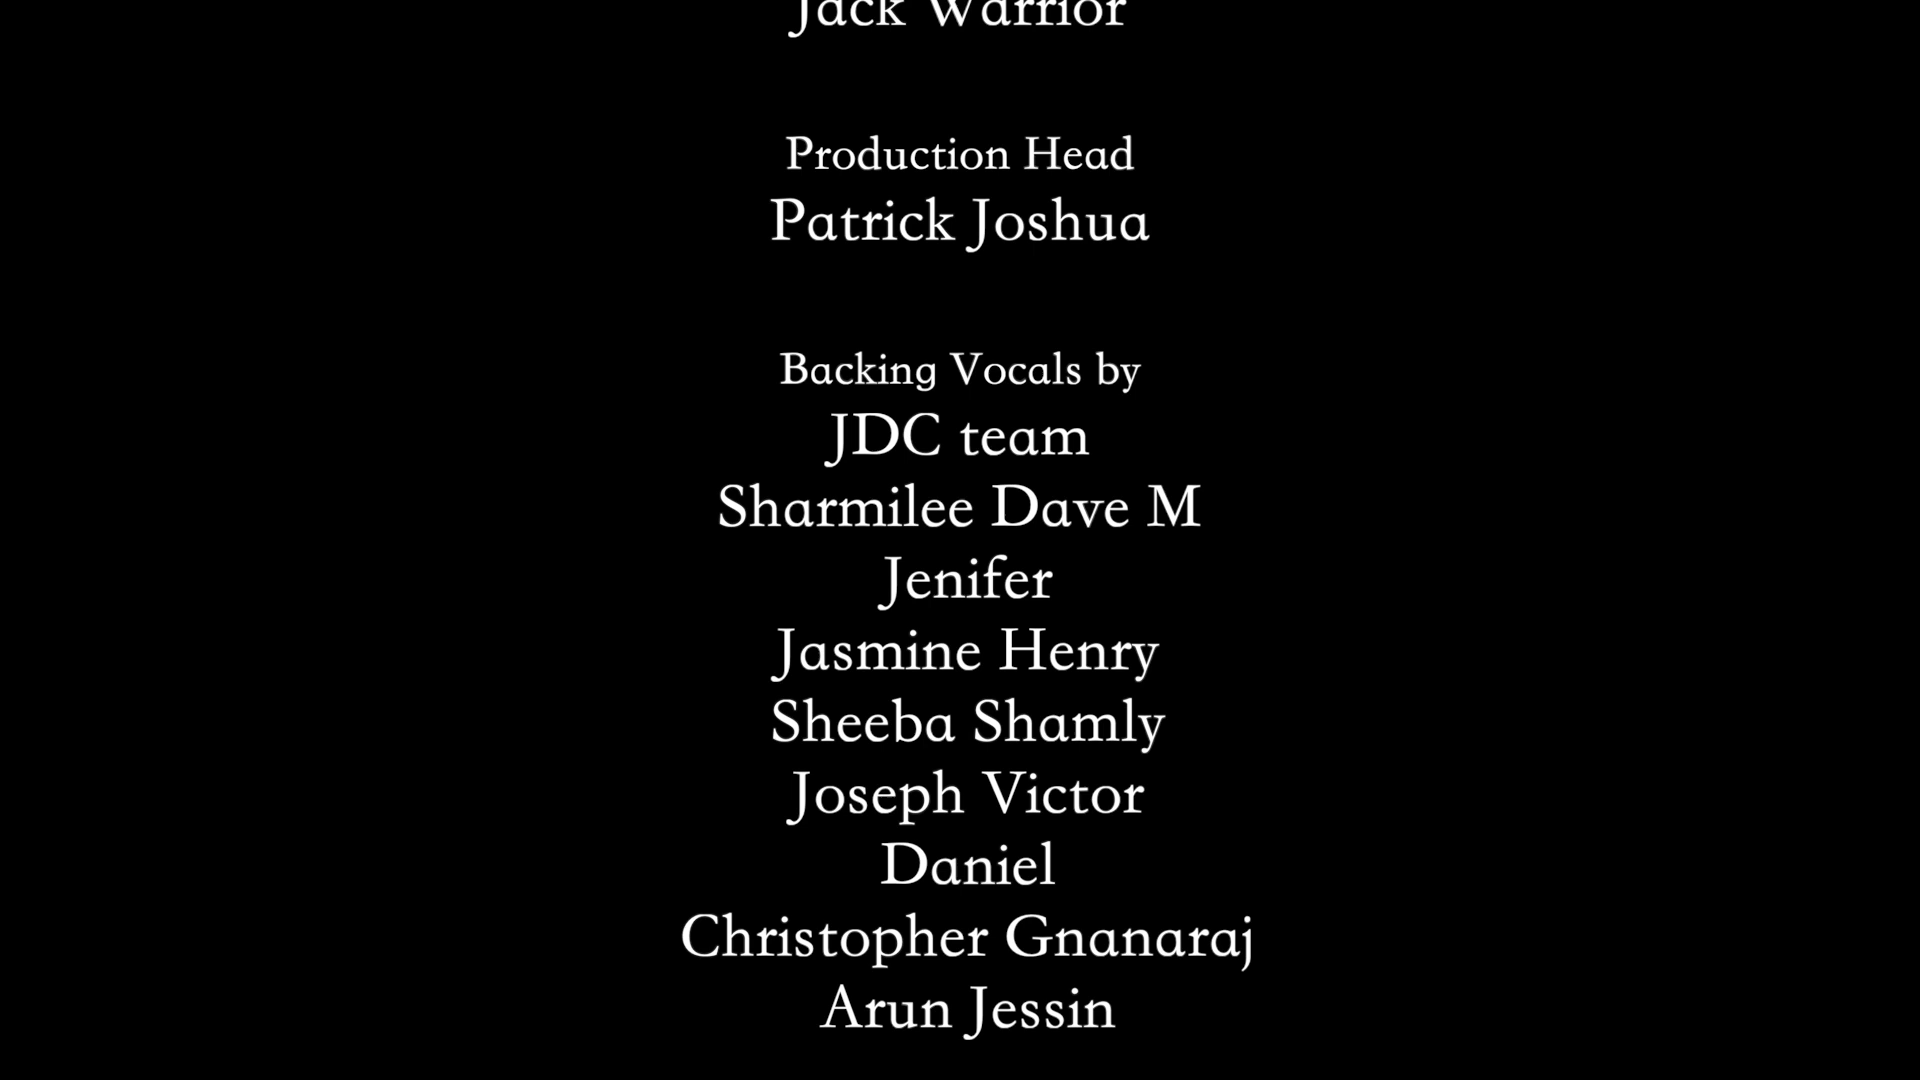 Jack Warrior
Production Head
Patrick Joshua
Backing Vocals by
JDC team
Sharmilee Dave M
Jenifer
Jasmine Henry
Sheeba Shamly
Joseph Victor
Daniel
Christopher Gnanaraj
Arun Jessin